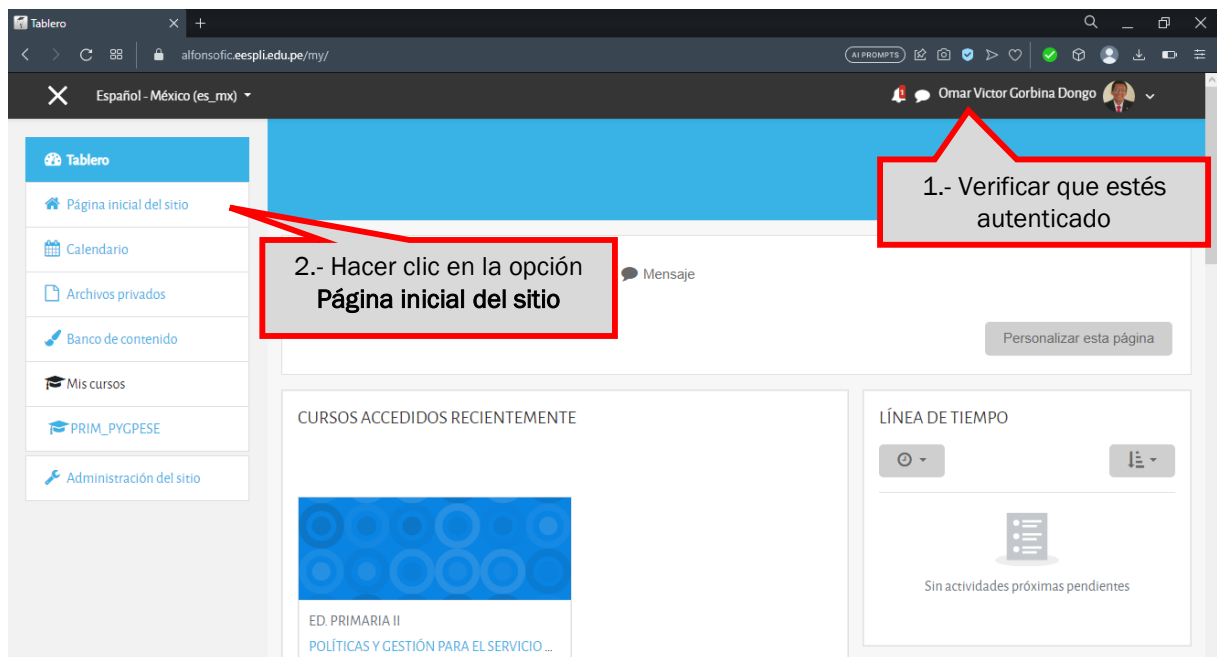 Tablero
alfonsofic.eespli.edu.pe/my/
AI PROMPTS
Español - México (es_mx)
1
Omar Victor Gorbina Dongo
Tablero
Página inicial del sitio
Calendario
Archivos privados
Banco de contenido
Mis cursos
PRIM_PYGPESE
Administración del sitio
1.- Verificar que estés
autenticado
2.- Hacer clic en la opción
Página inicial del sitio
Mensaje
Personalizar esta página
CURSOS ACCEDIDOS RECIENTEMENTE
ED. PRIMARIA II
POLÍTICAS Y GESTIÓN PARA EL SERVICIO ...
LÍNEA DE TIEMPO
Sin actividades próximas pendientes